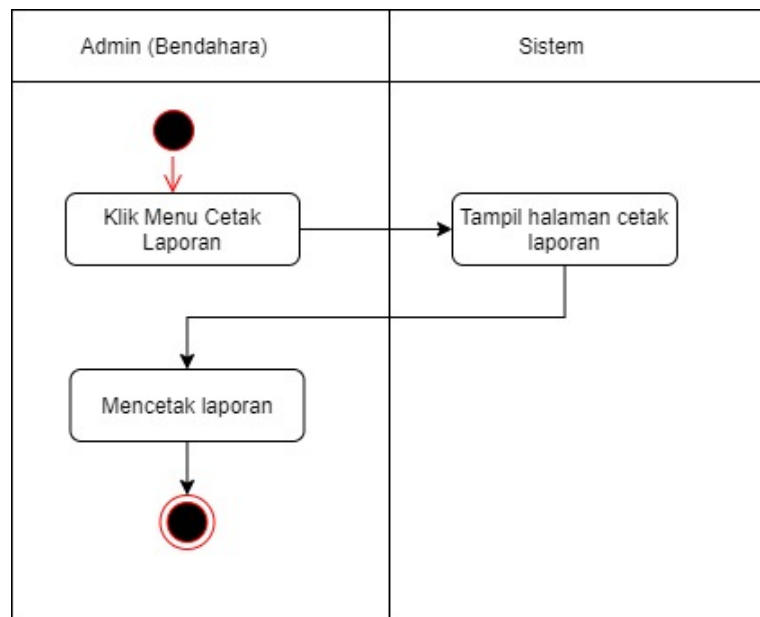 Admin (Bendahara)
Sistem
Klik Menu Cetak
Laporan
Tampil halaman cetak
laporan
Mencetak laporan